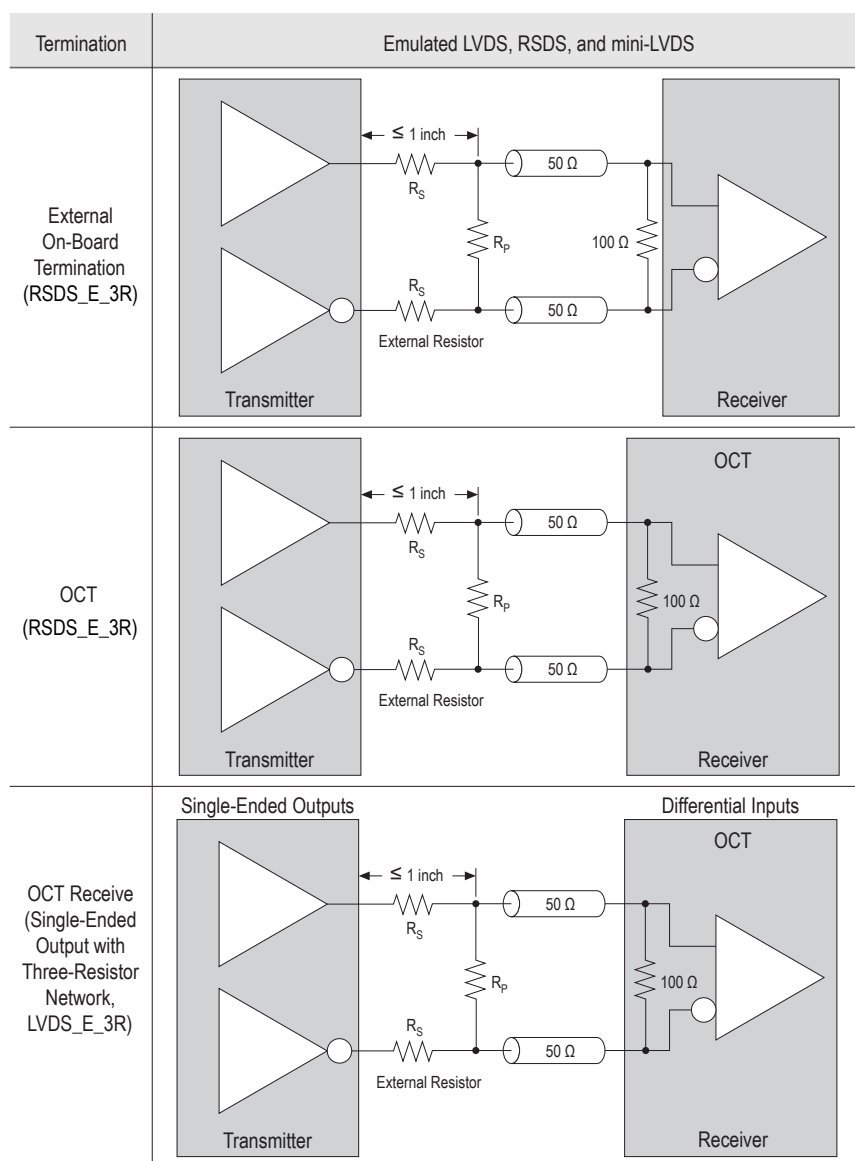 Termination
Emulated LVDS, RSDS, and mini-LVDS
External
On-Board
Termination
(RSDS_E_3R)
≤ 1 inch
R_S
50 Ω
R_P
100 Ω
R_S
External Resistor
50 Ω
Transmitter
Receiver
OCT
(RSDS_E_3R)
OCT
≤ 1 inch
R_S
50 Ω
R_P
100 Ω
R_S
External Resistor
50 Ω
Transmitter
Receiver
OCT Receive
(Single-Ended
Output with
Three-Resistor
Network,
LVDS_E_3R)
Single-Ended Outputs
Differential Inputs
OCT
≤ 1 inch
R_S
50 Ω
R_P
100 Ω
R_S
External Resistor
50 Ω
Transmitter
Receiver